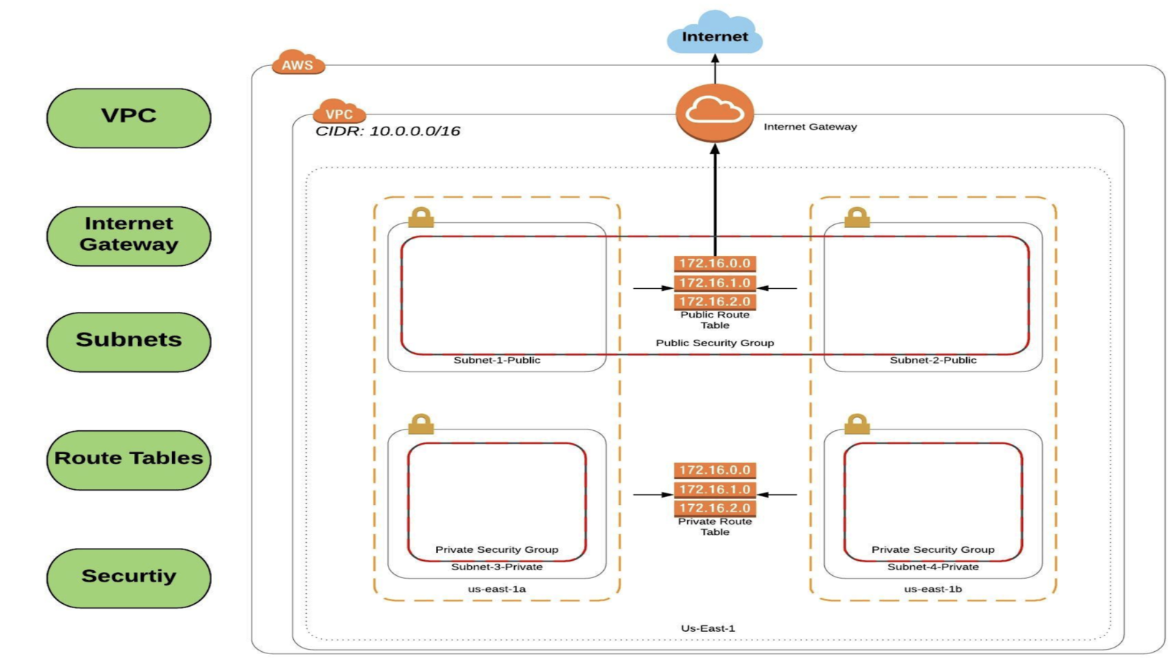 Internet
AWS
VPC
VPC
CIDR: 10.0.0.0/16
Internet Gateway
Internet
Gateway
172.16.0.0
172.16.1.0
172.16.2.0
Public Route
Table
Public Security Group
Subnets
Subnet-1-Public
Subnet-2-Public
Route Tables
172.16.0.0
172.16.1.0
172.16.2.0
Private Route
Table
Private Security Group
Private Security Group
Subnet-3-Private
Subnet-4-Private
Securtiy
us-east-1a
us-east-1b
Us-East-1